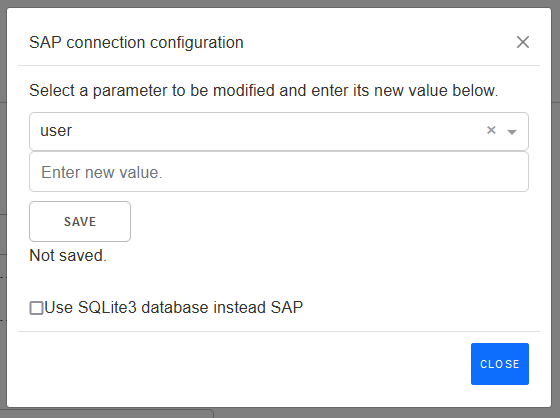 SAP connection configuration
Select a parameter to be modified and enter its new value below.
user
Enter new value.
SAVE
Not saved.
Use SQLite3 database instead SAP
CLOSE